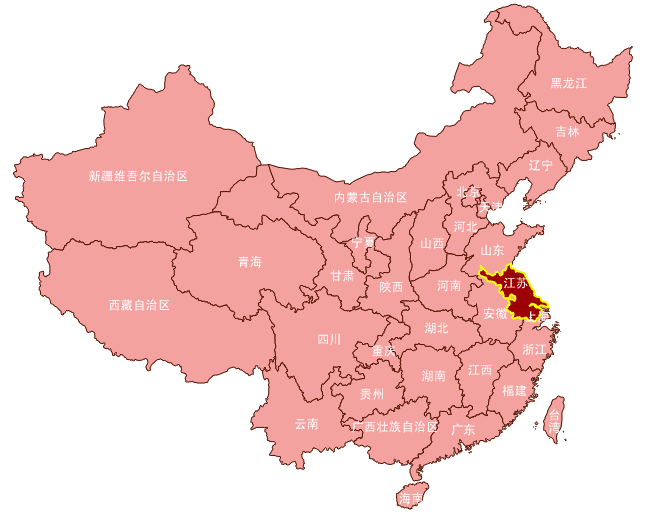 黑龙江
吉林
辽宁
新疆维吾尔自治区
内蒙古自治区
北京
天津
河北
宁夏
山西
山东
青海
甘肃
陕西
河南
江苏
西藏自治区
安徽
上海
四川
湖北
重庆
浙江
湖南
江西
贵州
福建
云南
广西壮族自治区
广东
台湾
海南